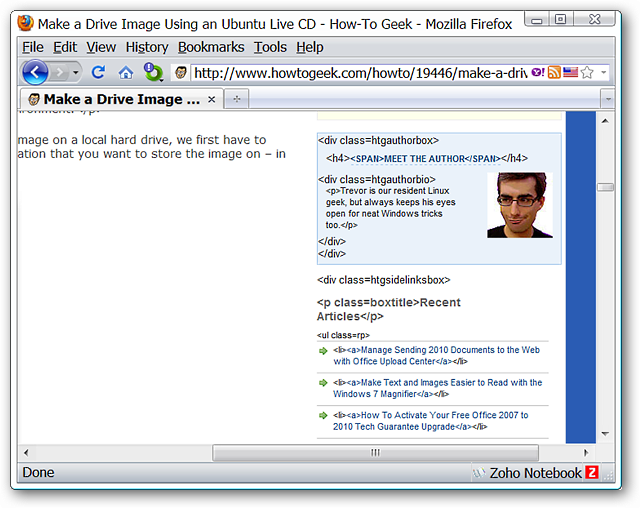 Make a Drive Image Using an Ubuntu Live CD - How-To Geek - Mozilla Firefox
File Edit View History Bookmarks Tools Help
http://www.howtogeek.com/howto/19446/make-a-driv
Make a Drive Image ...
mage on a local hard drive, we first have to
ation that you want to store the image on – in
<div class=htgauthorbox>
<h4><SPAN>MEET THE AUTHOR</SPAN></h4>
<div class=htgauthorbio>
<p>Trevor is our resident Linux
geek, but always keeps his eyes
open for neat Windows tricks
too.</p>
</div>
</div>
<div class=htgsidelinksbox>
<p class=boxtitle>Recent
Articles</p>
<ul class=rp>
<li><a>Manage Sending 2010 Documents to the Web
with Office Upload Center</a></li>
<li><a>Make Text and Images Easier to Read with the
Windows 7 Magnifier</a></li>
<li><a>How To Activate Your Free Office 2007 to
2010 Tech Guarantee Upgrade</a></li>
Done
Zoho Notebook 2